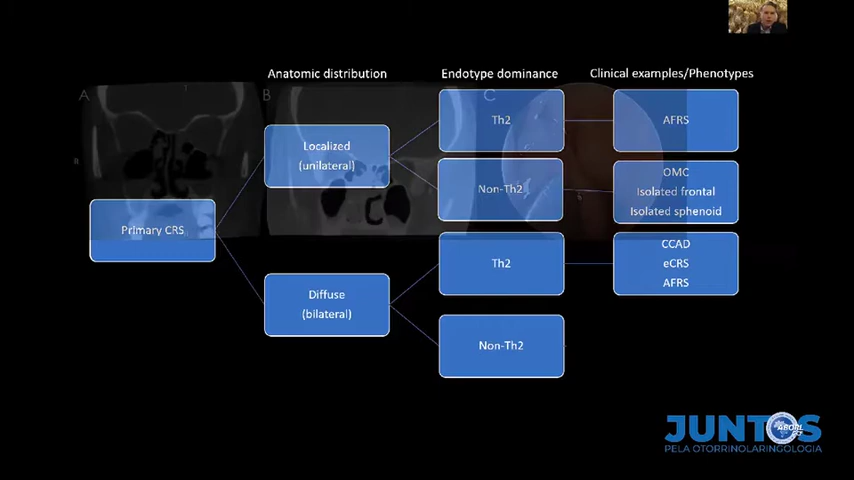 Anatomic distribution
Endotype dominance
Clinical examples/Phenotypes
A
B
C
Primary CRS
Localized
(unilateral)
Th2
AFRS
Non-Th2
OMC
Isolated frontal
Isolated sphenoid
Diffuse
(bilateral)
Th2
CCAD
eCRS
AFRS
Non-Th2
JUNTOS
PELA OTORRINOLARINGOLOGIA